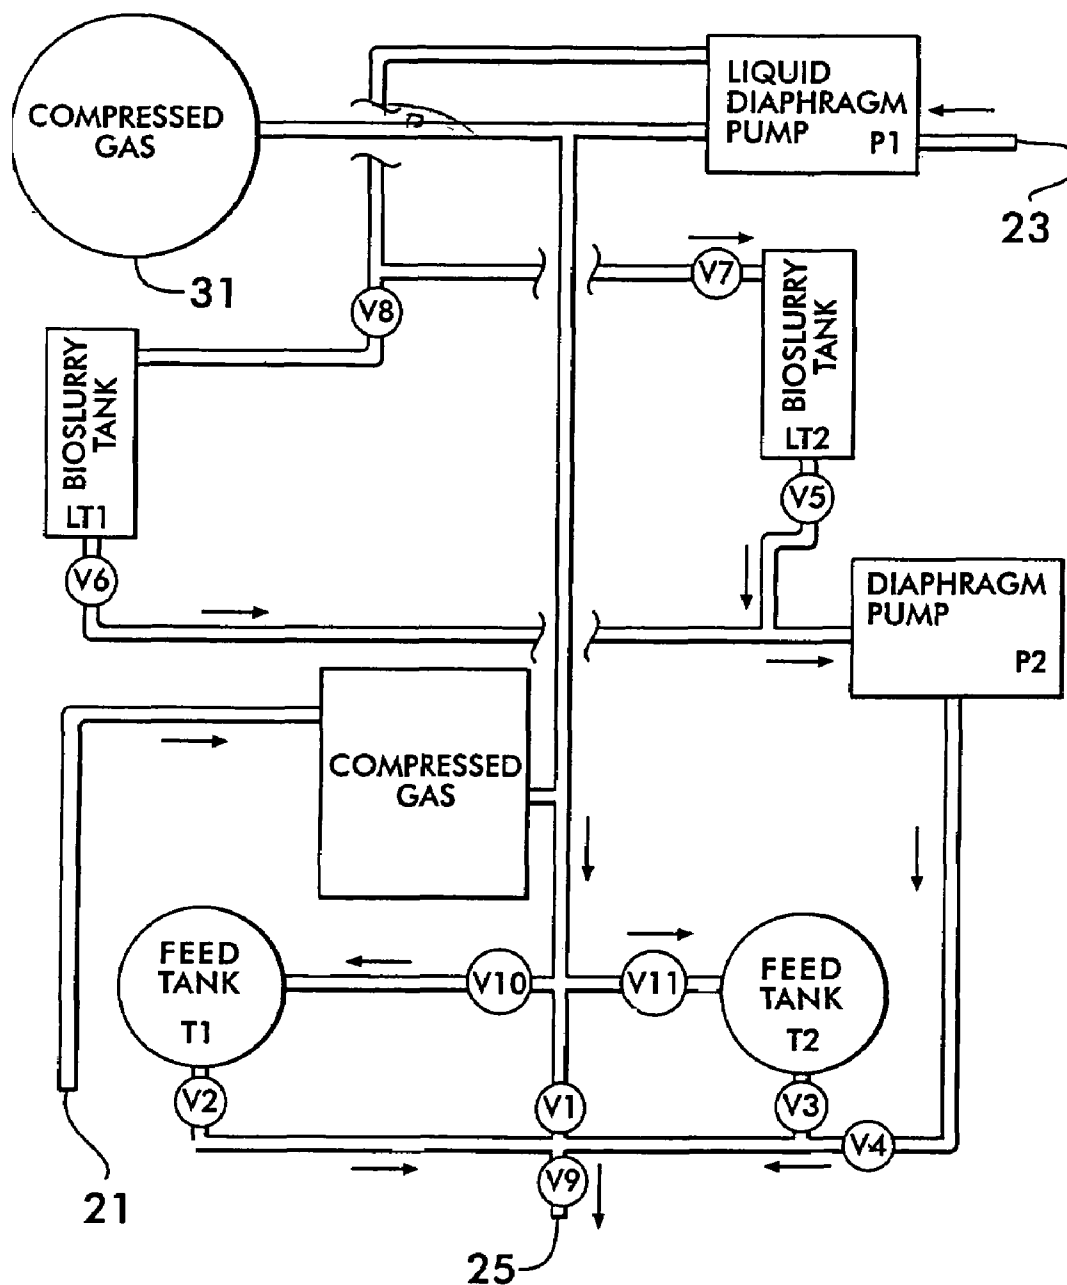 COMPRESSED
GAS
LIQUID
DIAPHRAGM
PUMP
P1
23
31
V7
V8
BIOSLURRY
TANK
LT2
BIOSLURRY
TANK
LT1
V5
V6
DIAPHRAGM
PUMP
P2
COMPRESSED
GAS
FEED
TANK
T1
V10
V11
FEED
TANK
T2
V2
V1
V3
V4
V9
21
25